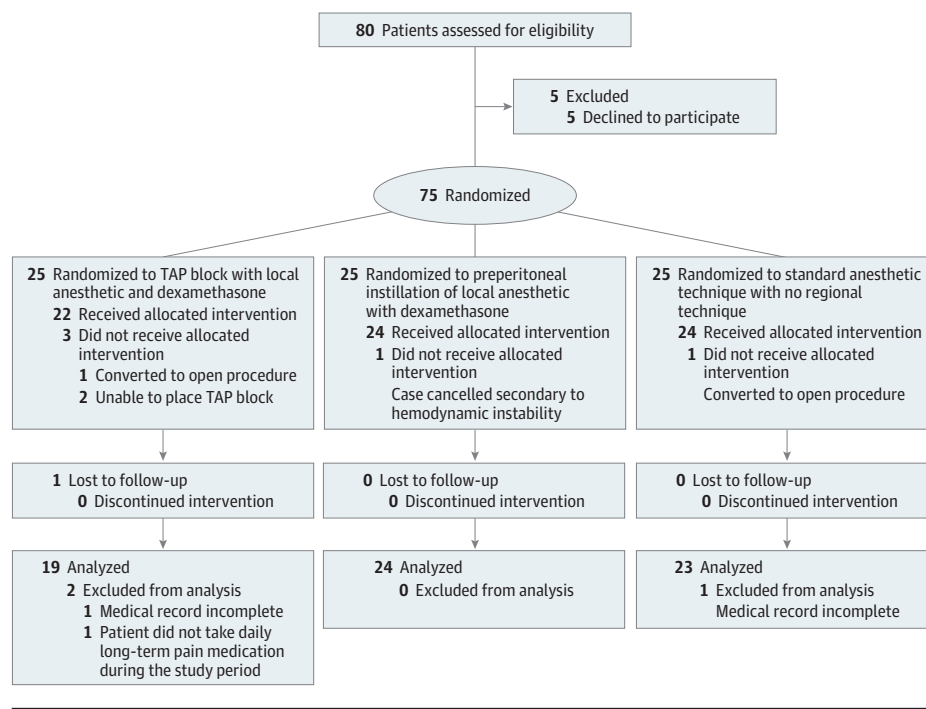 80 Patients assessed for eligibility
5 Excluded
5 Declined to participate
75 Randomized
25 Randomized to TAP block with local
anesthetic and dexamethasone
22 Received allocated intervention
3 Did not receive allocated
intervention
1 Converted to open procedure
2 Unable to place TAP block
25 Randomized to preperitoneal
instillation of local anesthetic
with dexamethasone
24 Received allocated intervention
1 Did not receive allocated
intervention
Case cancelled secondary to
hemodynamic instability
25 Randomized to standard anesthetic
technique with no regional
technique
24 Received allocated intervention
1 Did not receive allocated
intervention
Converted to open procedure
1 Lost to follow-up
0 Discontinued intervention
0 Lost to follow-up
0 Discontinued intervention
0 Lost to follow-up
0 Discontinued intervention
19 Analyzed
2 Excluded from analysis
1 Medical record incomplete
1 Patient did not take daily
long-term pain medication
during the study period
24 Analyzed
0 Excluded from analysis
23 Analyzed
1 Excluded from analysis
Medical record incomplete